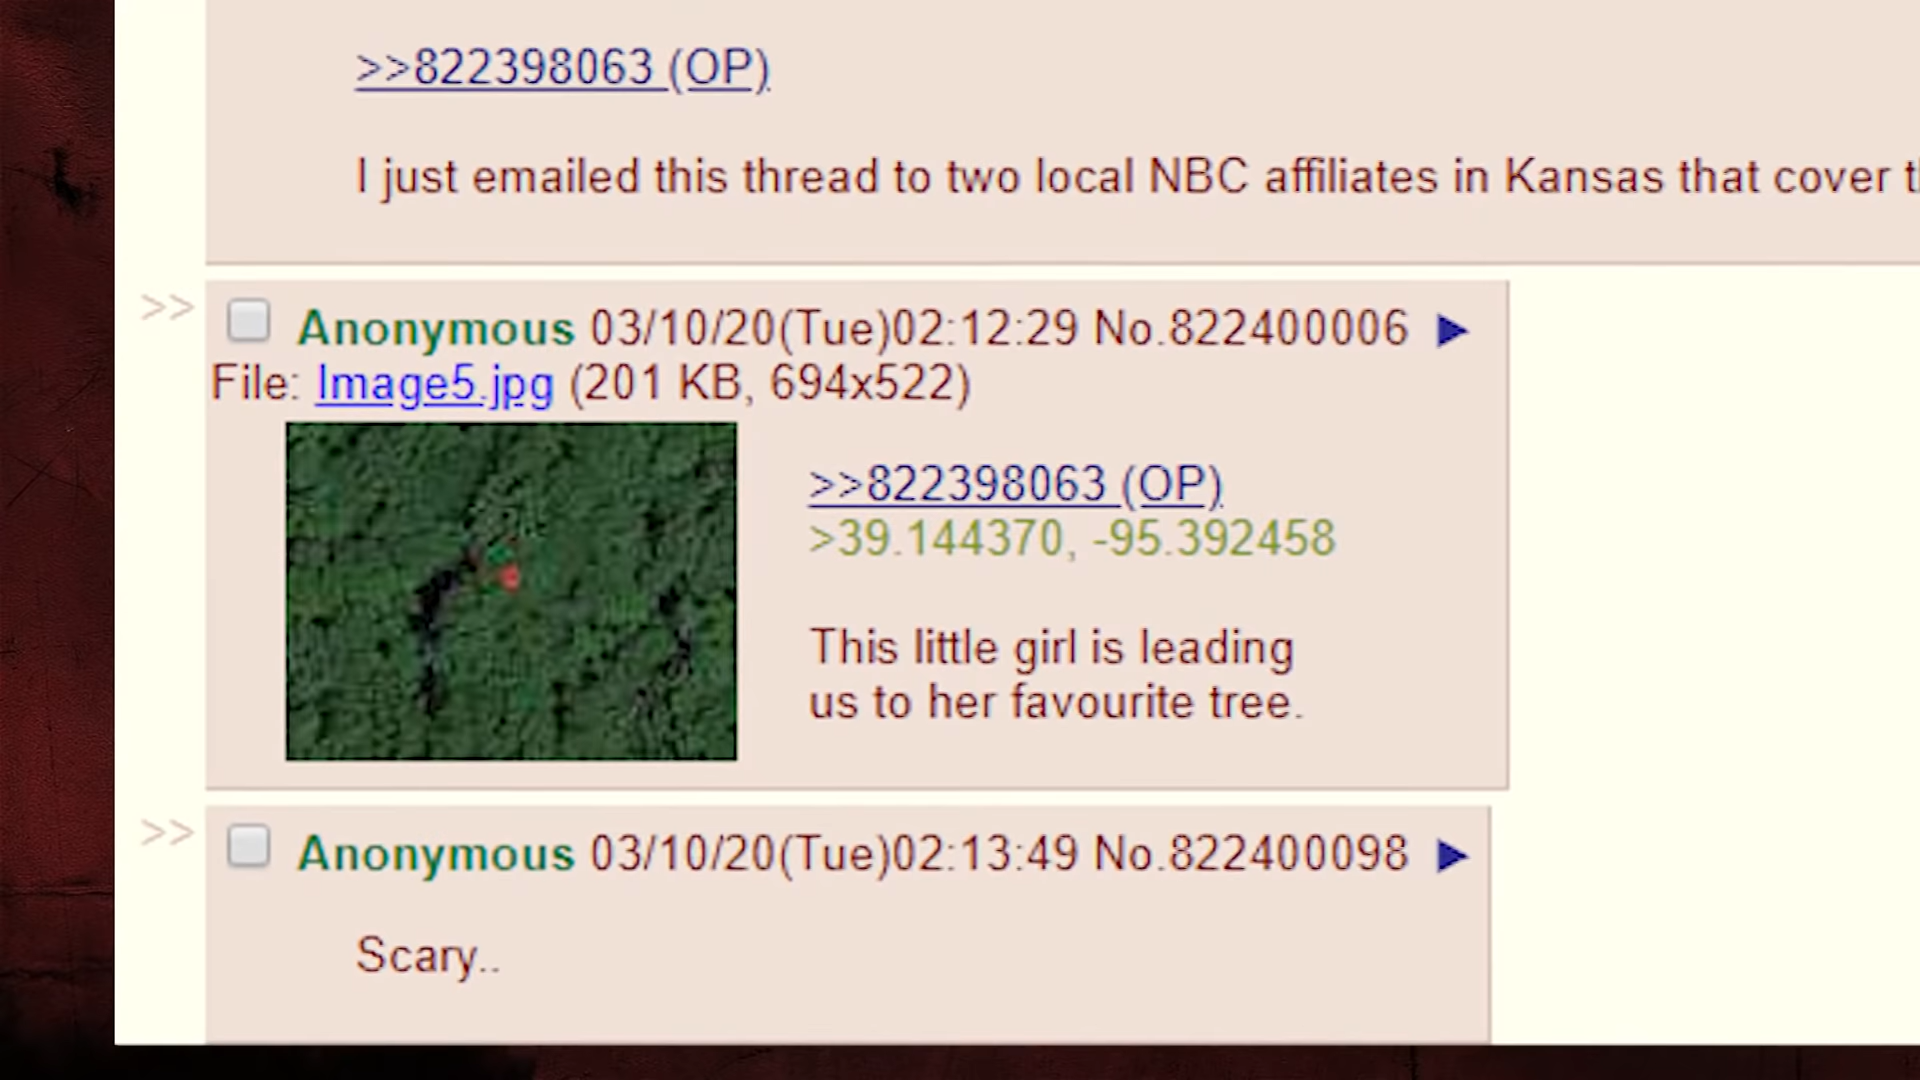 >>822398063 (OP)
I just emailed this thread to two local NBC affiliates in Kansas that cover
>>
Anonymous 03/10/20(Tue)02:12:29 No.822400006 ▶
File: Image5.jpg (201 KB, 694x522)
>>822398063 (OP)
>39.144370, -95.392458
This little girl is leading
us to her favourite tree.
>>
Anonymous 03/10/20(Tue)02:13:49 No.822400098 ▶
Scary..